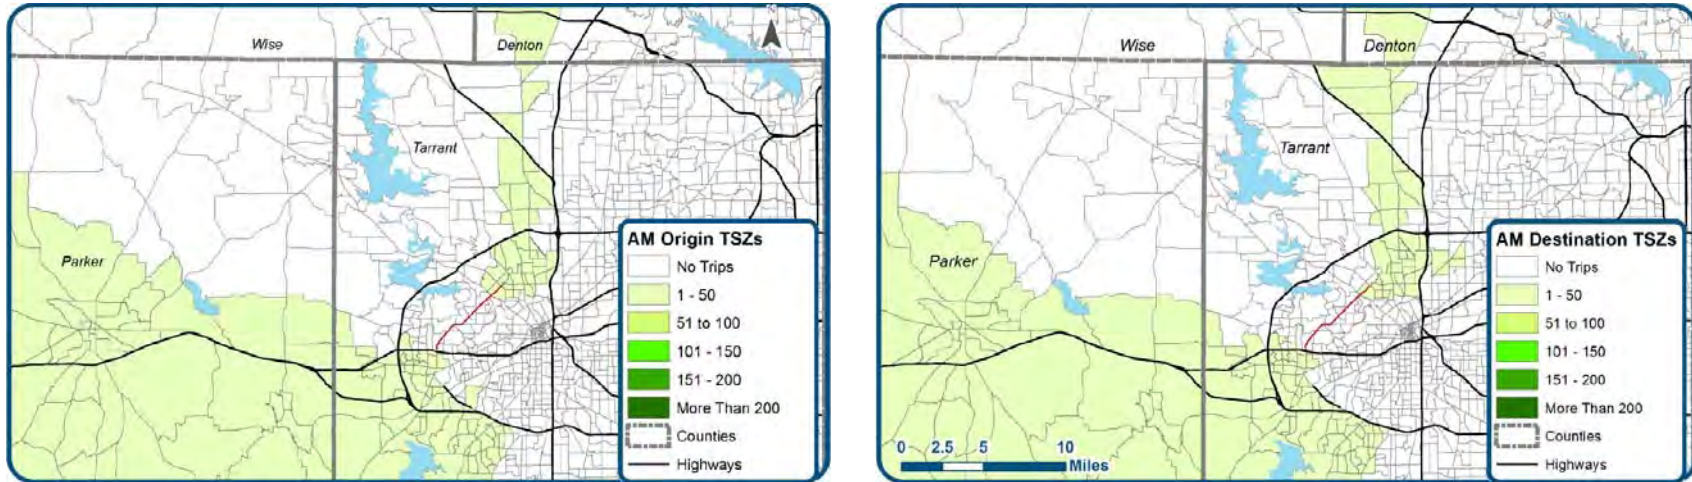 Wise
Denton
Tarrant
Parker
AM Origin TSZs
No Trips
1 - 50
51 to 100
101 - 150
151 - 200
More Than 200
Counties
Highways
Wise
Denton
Tarrant
Parker
AM Destination TSZs
No Trips
1 - 50
51 to 100
101 - 150
151 - 200
More Than 200
Counties
Highways
0 2.5 5 10
Miles